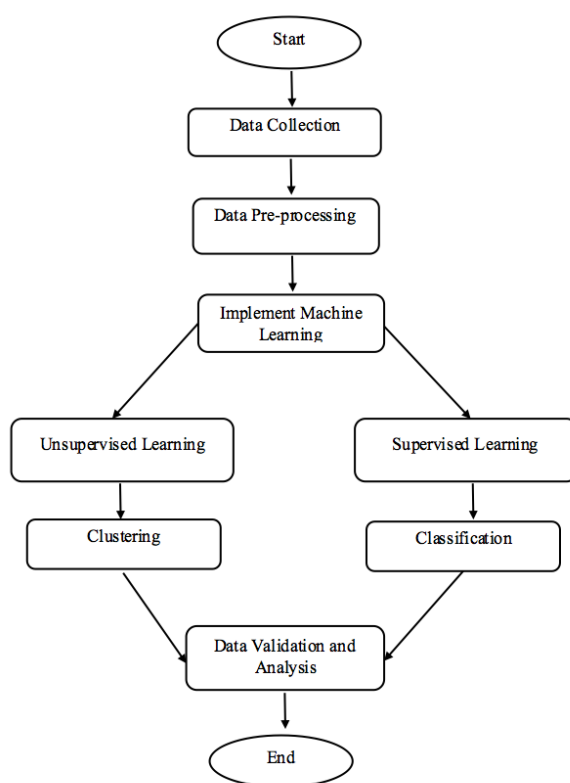 Start
Data Collection
Data Pre-processing
Implement Machine
Learning
Unsupervised Learning
Supervised Learning
Clustering
Classification
Data Validation and
Analysis
End